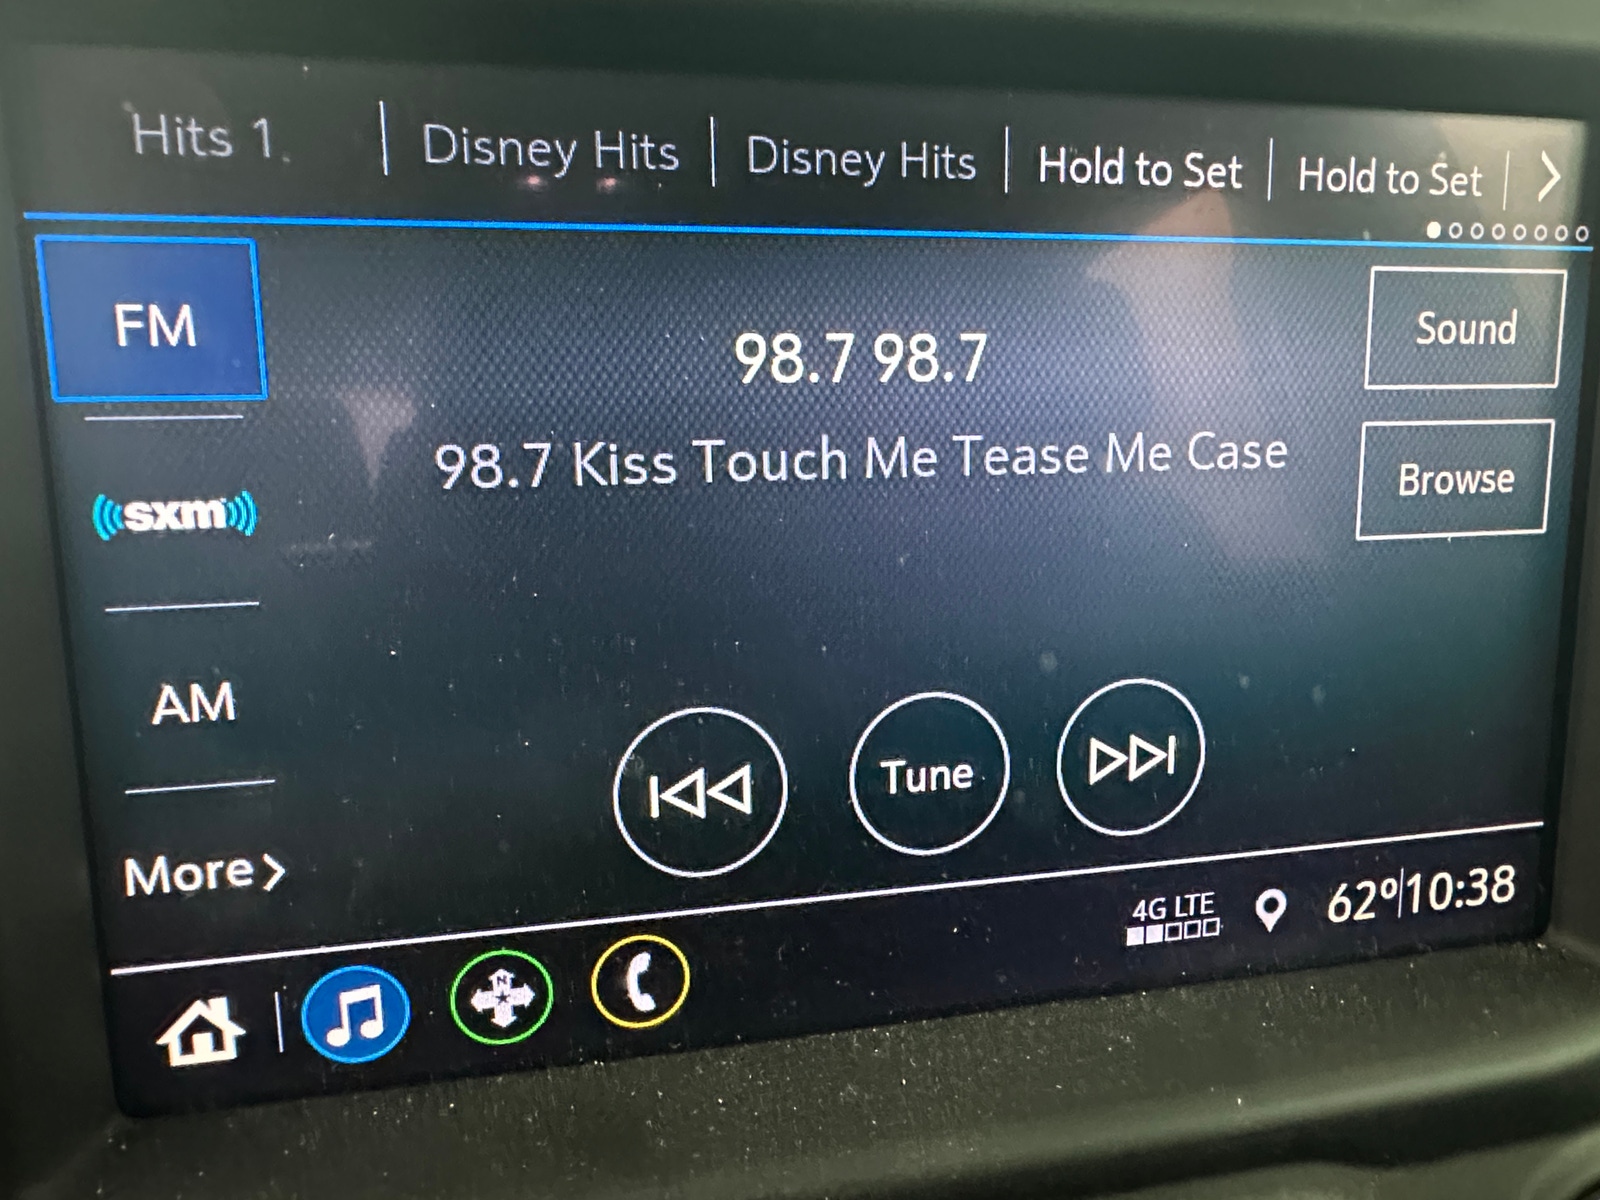 Hits 1. Disney Hits Disney Hits Hold to Set Hold to Set
FM
Sound
98.7 98.7
98.7 Kiss Touch Me Tease Me Case
Browse
sxm
AM
Tune
More
4G LTE
62° 10:38
N